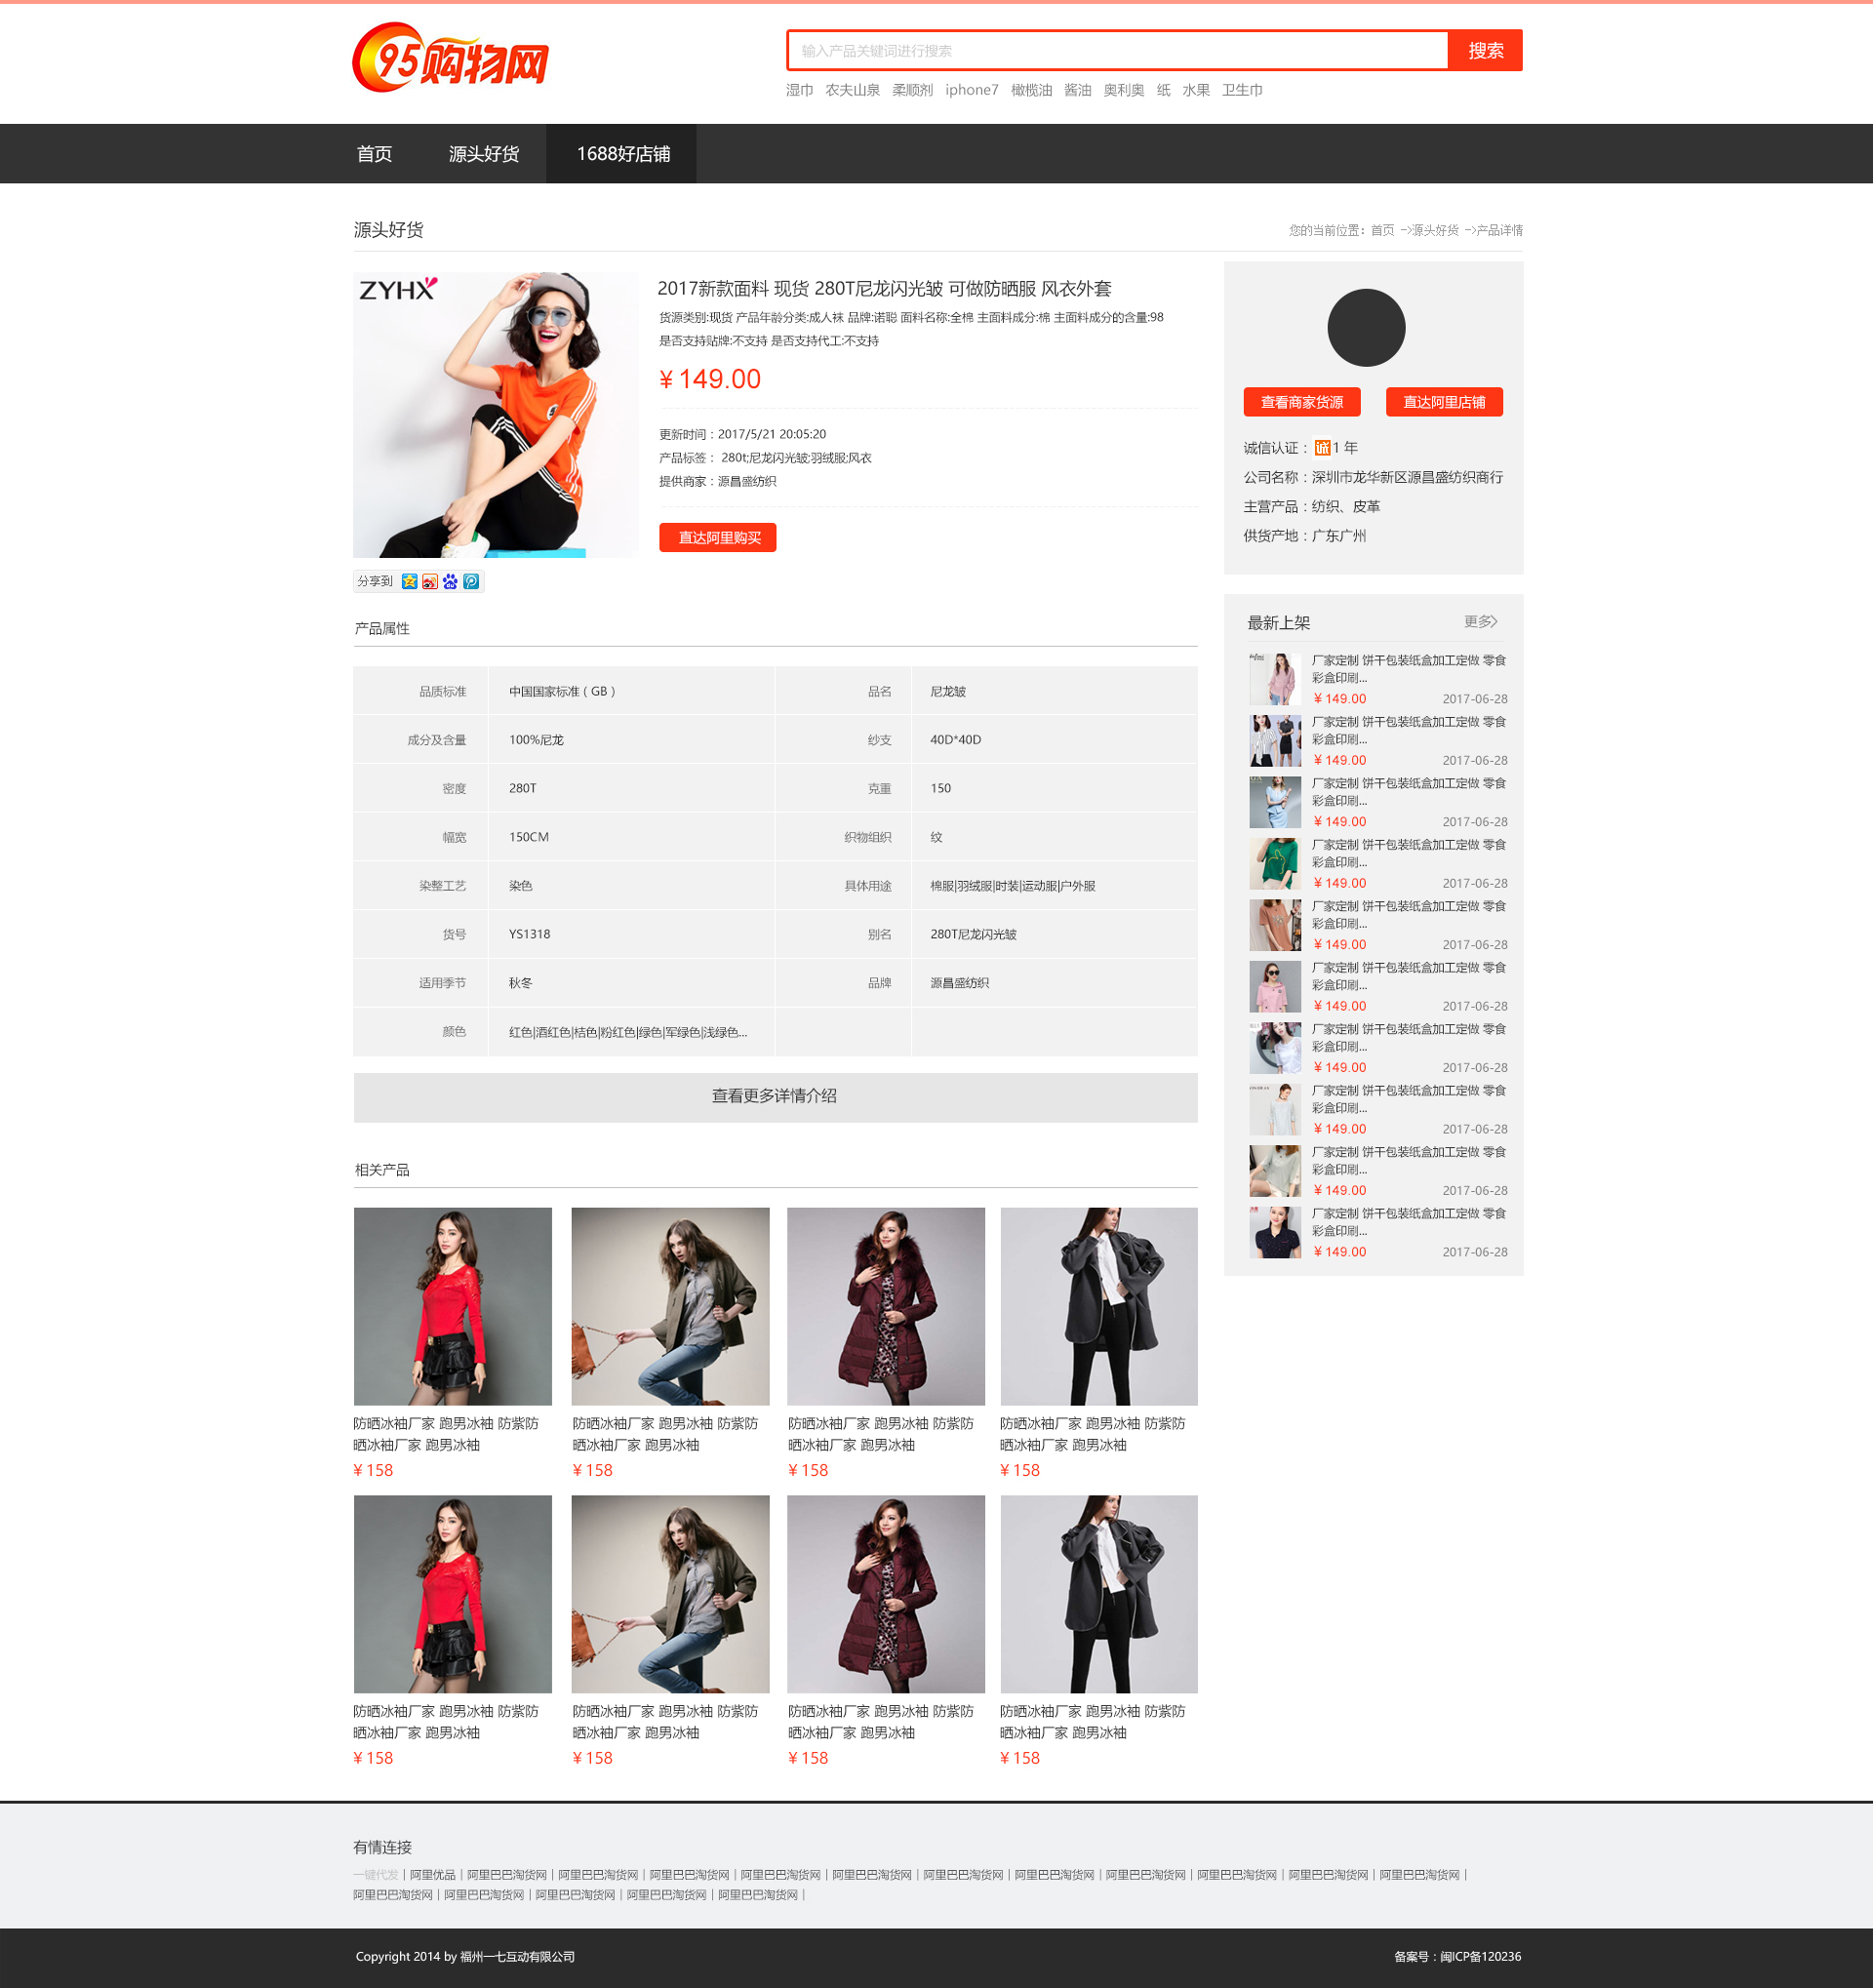 95购物网
输入产品关键词进行搜索
搜索
湿巾 农夫山泉 柔顺剂 iphone7 橄榄油 酱油 奥利奥 纸 水果 卫生巾
首页 源头好货 1688好店铺
源头好货
您的当前位置：首页 ->源头好货 ->产品详情
ZYHX
2017新款面料 现货 280T尼龙闪光皱 可做防晒服 风衣外套
货源类别:现货 产品年龄分类:成人袜 品牌:诺聪 面料名称:全棉 主面料成分:棉 主面料成分的含量:98
是否支持贴牌:不支持 是否支持代工:不支持
¥ 149.00
更新时间：2017/5/21 20:05:20
产品标签： 280t;尼龙闪光皱;羽绒服;风衣
提供商家：源昌盛纺织
直达阿里购买
分享到
查看商家货源 直达阿里店铺
诚信认证：诚1 年
公司名称：深圳市龙华新区源昌盛纺织商行
主营产品：纺织、皮革
供货产地：广东广州
产品属性
品质标准 中国国家标准（GB） 品名 尼龙皱
成分及含量 100%尼龙 纱支 40D*40D
密度 280T 克重 150
幅宽 150CM 织物组织 纹
染整工艺 染色 具体用途 棉服|羽绒服|时装|运动服|户外服
货号 YS1318 别名 280T尼龙闪光皱
适用季节 秋冬 品牌 源昌盛纺织
颜色 红色|酒红色|桔色|粉红色|绿色|军绿色|浅绿色...
查看更多详情介绍
最新上架 更多>
厂家定制 饼干包装纸盒加工定做 零食
彩盒印刷...
¥ 149.00 2017-06-28
厂家定制 饼干包装纸盒加工定做 零食
彩盒印刷...
¥ 149.00 2017-06-28
厂家定制 饼干包装纸盒加工定做 零食
彩盒印刷...
¥ 149.00 2017-06-28
厂家定制 饼干包装纸盒加工定做 零食
彩盒印刷...
¥ 149.00 2017-06-28
厂家定制 饼干包装纸盒加工定做 零食
彩盒印刷...
¥ 149.00 2017-06-28
厂家定制 饼干包装纸盒加工定做 零食
彩盒印刷...
¥ 149.00 2017-06-28
厂家定制 饼干包装纸盒加工定做 零食
彩盒印刷...
¥ 149.00 2017-06-28
厂家定制 饼干包装纸盒加工定做 零食
彩盒印刷...
¥ 149.00 2017-06-28
厂家定制 饼干包装纸盒加工定做 零食
彩盒印刷...
¥ 149.00 2017-06-28
厂家定制 饼干包装纸盒加工定做 零食
彩盒印刷...
¥ 149.00 2017-06-28
相关产品
防晒冰袖厂家 跑男冰袖 防紫防
晒冰袖厂家 跑男冰袖
¥ 158
防晒冰袖厂家 跑男冰袖 防紫防
晒冰袖厂家 跑男冰袖
¥ 158
防晒冰袖厂家 跑男冰袖 防紫防
晒冰袖厂家 跑男冰袖
¥ 158
防晒冰袖厂家 跑男冰袖 防紫防
晒冰袖厂家 跑男冰袖
¥ 158
防晒冰袖厂家 跑男冰袖 防紫防
晒冰袖厂家 跑男冰袖
¥ 158
防晒冰袖厂家 跑男冰袖 防紫防
晒冰袖厂家 跑男冰袖
¥ 158
防晒冰袖厂家 跑男冰袖 防紫防
晒冰袖厂家 跑男冰袖
¥ 158
防晒冰袖厂家 跑男冰袖 防紫防
晒冰袖厂家 跑男冰袖
¥ 158
有情连接
一键代发 | 阿里优品 | 阿里巴巴淘货网 | 阿里巴巴淘货网 | 阿里巴巴淘货网 | 阿里巴巴淘货网 | 阿里巴巴淘货网 | 阿里巴巴淘货网 | 阿里巴巴淘货网 | 阿里巴巴淘货网 | 阿里巴巴淘货网 | 阿里巴巴淘货网 | 阿里巴巴淘货网 |
阿里巴巴淘货网 | 阿里巴巴淘货网 | 阿里巴巴淘货网 | 阿里巴巴淘货网 | 阿里巴巴淘货网 |
Copyright 2014 by 福州一七互动有限公司
备案号：闽ICP备120236